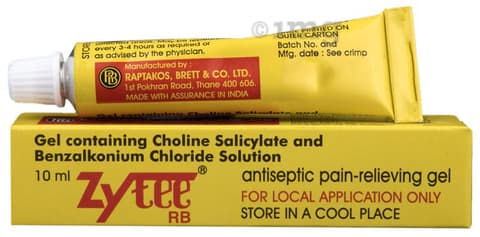 1mg
STORE
PRINTED ON
OUTER CARTON
every 3-4 hours as required or
as advised by the physician.
Batch No. and
Mfg. date : See crimp
RB
Manufactured by :
RAPTAKOS, BRETT & CO. LTD.
1st Pokhran Road, Thane 400 606.
MADE WITH ASSURANCE IN INDIA
Gel containing Choline Salicylate and
Benzalkonium Chloride Solution
10 ml
Zytee®
RB
antiseptic pain-relieving gel
FOR LOCAL APPLICATION ONLY
STORE IN A COOL PLACE